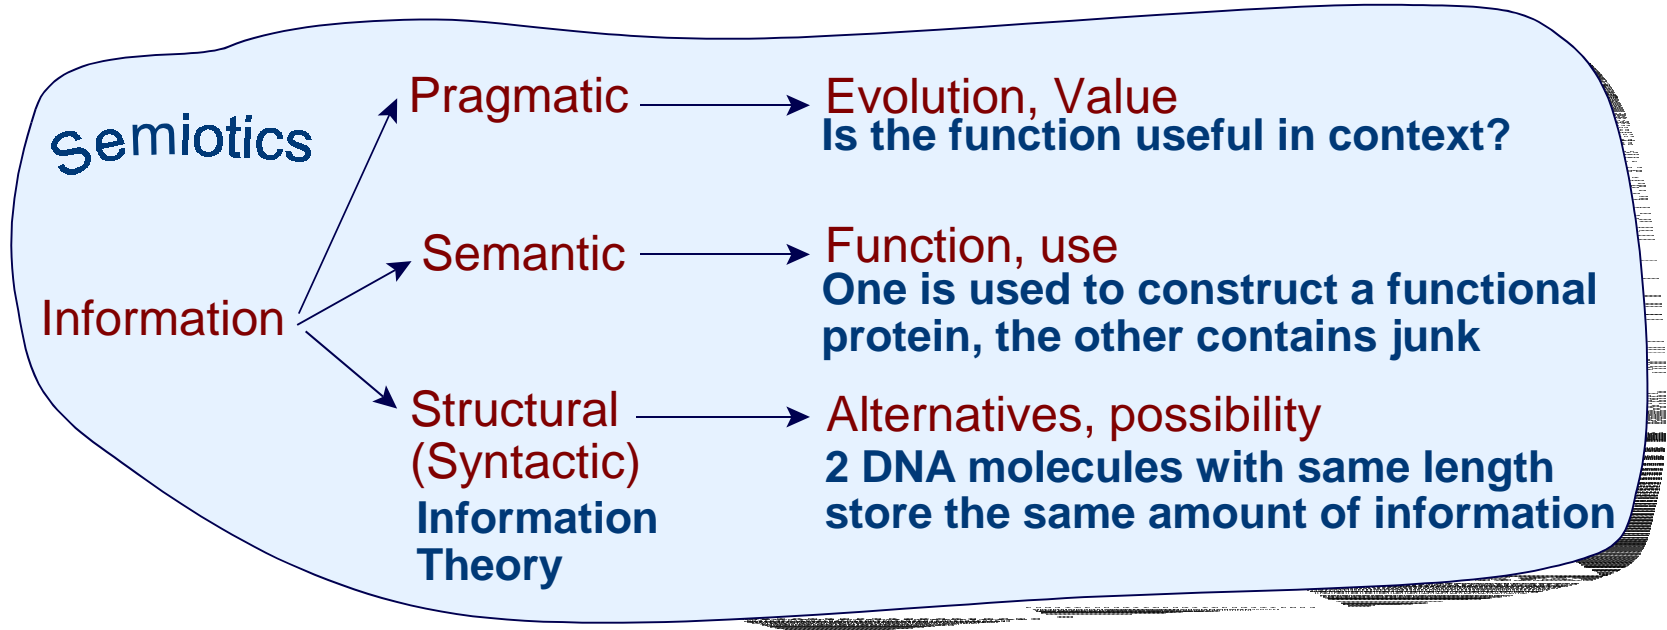 Semiotics
Information
Pragmatic
Evolution, Value
Is the function useful in context?
Semantic
Function, use
One is used to construct a functional
protein, the other contains junk
Structural
(Syntactic)
Information
Theory
Alternatives, possibility
2 DNA molecules with same length
store the same amount of information